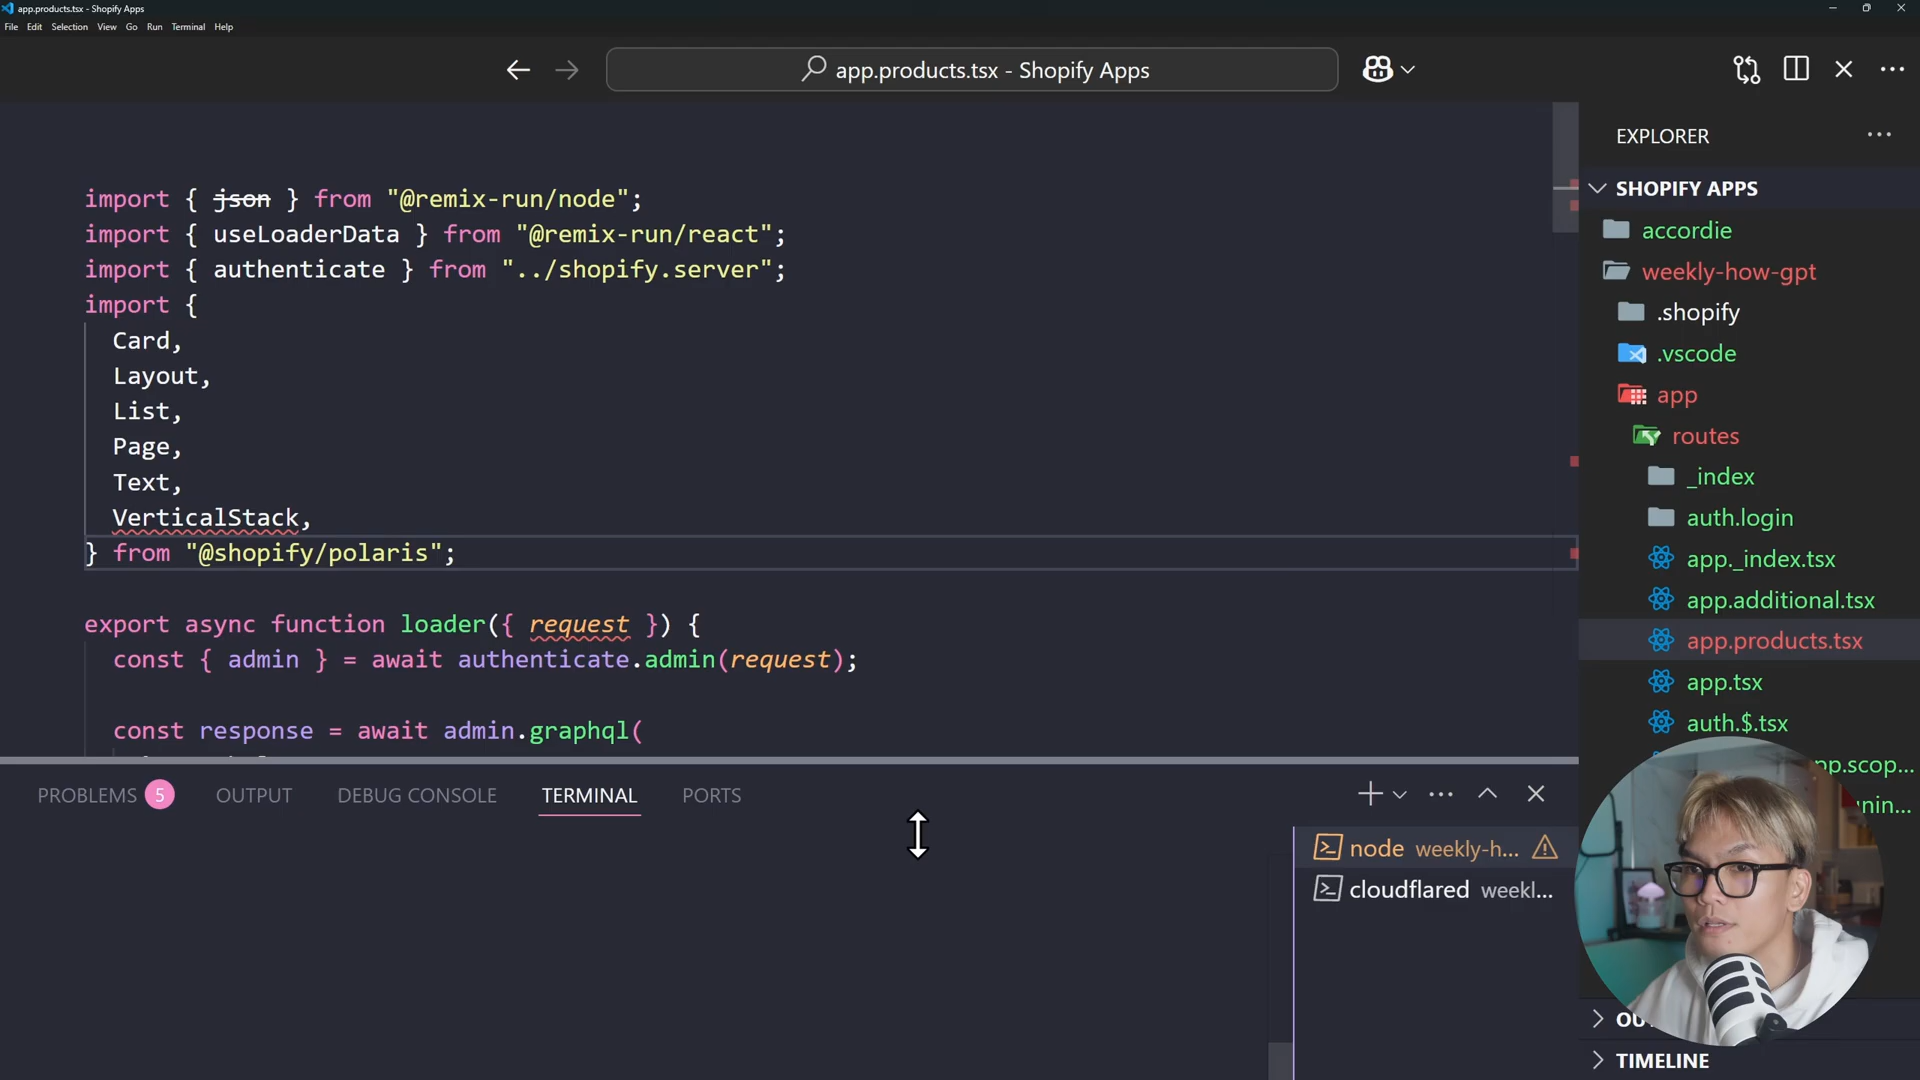 app.products.tsx - Shopify Apps
File Edit Selection View Go Run Terminal Help
app.products.tsx - Shopify Apps
import { json } from "@remix-run/node";
import { useLoaderData } from "@remix-run/react";
import { authenticate } from "../shopify.server";
import {
Card,
Layout,
List,
Page,
Text,
VerticalStack,
} from "@shopify/polaris";
export async function loader({ request }) {
const { admin } = await authenticate.admin(request);
const response = await admin.graphql(
PROBLEMS 5 OUTPUT DEBUG CONSOLE TERMINAL PORTS
node weekly-h...
cloudflared weekl...
EXPLORER
SHOPIFY APPS
accordie
weekly-how-gpt
.shopify
.vscode
app
routes
_index
auth.login
app._index.tsx
app.additional.tsx
app.products.tsx
app.tsx
auth.$.tsx
pp.scop...
nin...
OU
TIMELINE